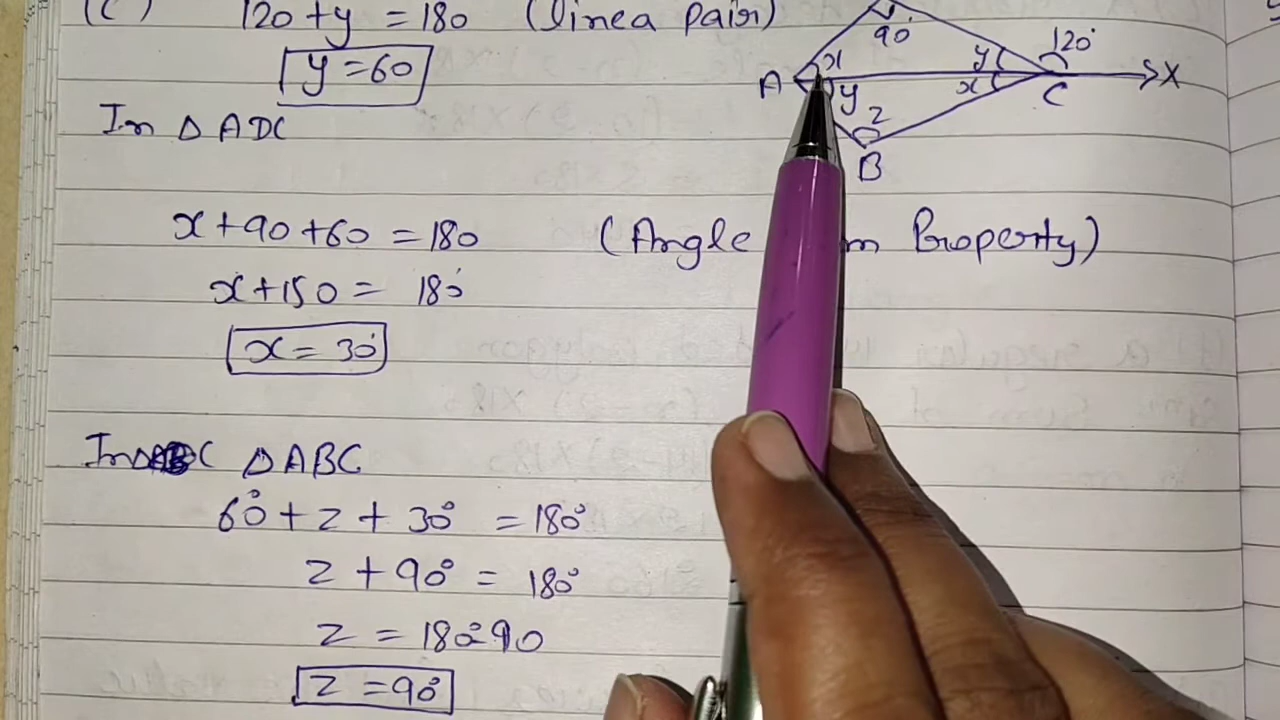 (C) 120 + y = 180 (linea pair)
y = 60
90
x
y
120°
A
y
x
C
X
z
B
In △ ADC
x + 90 + 60 = 180 (Angle m Property)
x + 150 = 180°
x = 30°
In △ABC
60° + z + 30° = 180°
z + 90° = 180°
z = 180° - 90
z = 90°